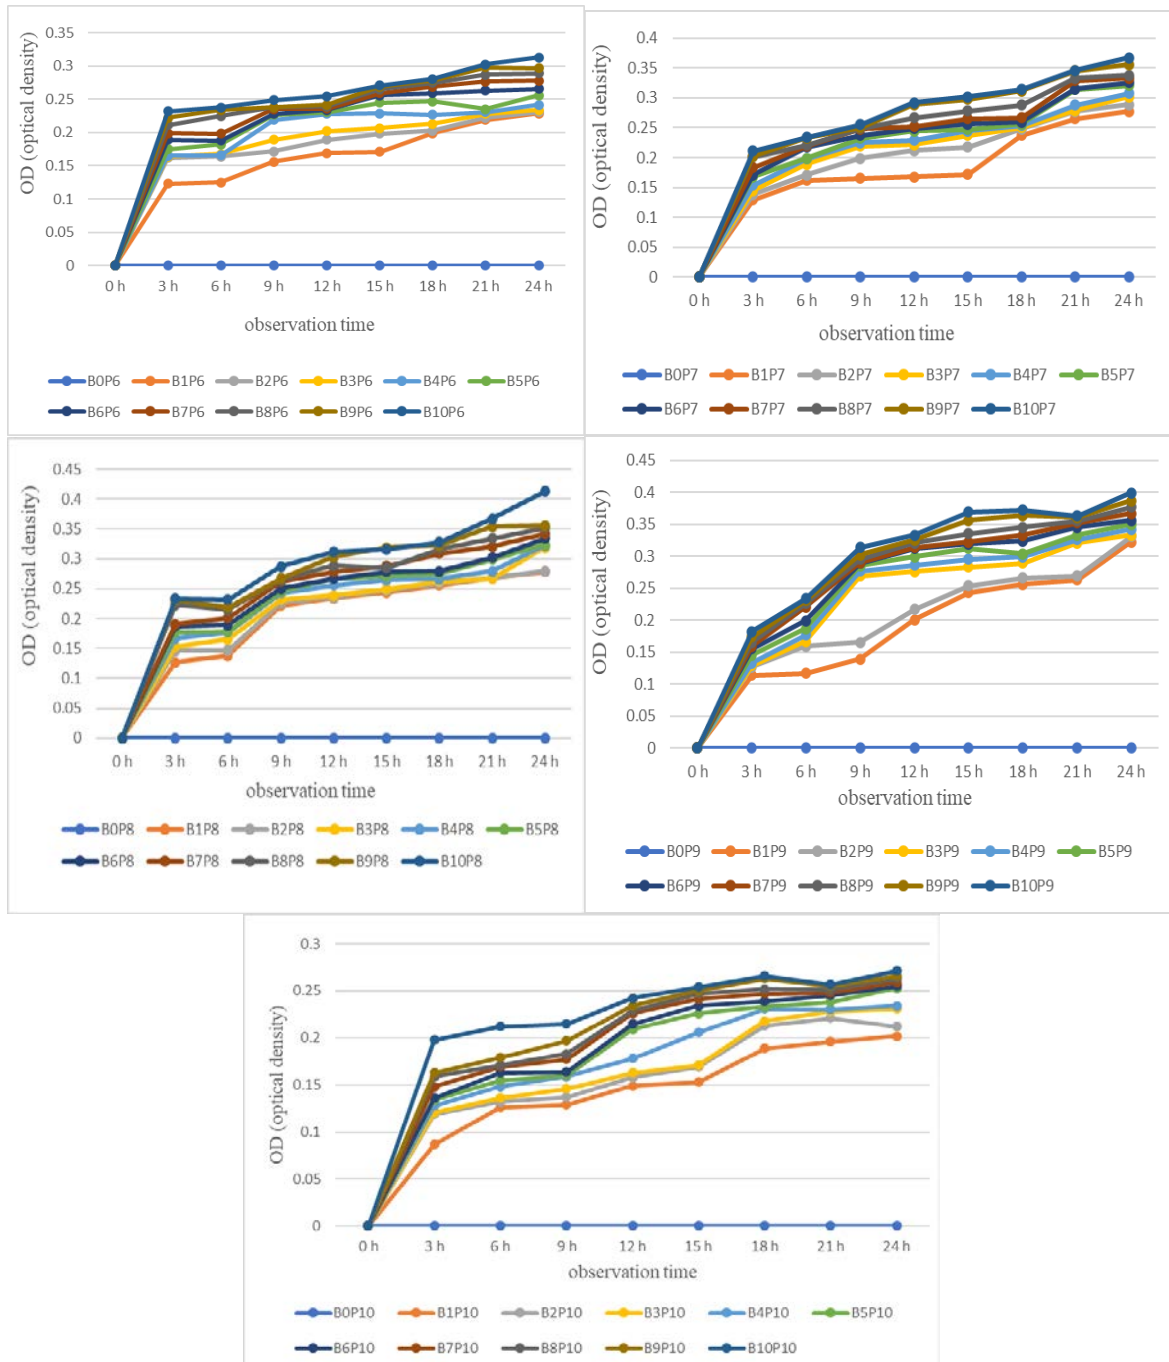 OD (optical density)
0.35
0.3
0.25
0.2
0.15
0.1
0.05
0
0 h 3 h 6 h 9 h 12 h 15 h 18 h 21 h 24 h
observation time
B0P6 B1P6 B2P6 B3P6 B4P6 B5P6
B6P6 B7P6 B8P6 B9P6 B10P6
OD (optical density)
0.4
0.35
0.3
0.25
0.2
0.15
0.1
0.05
0
0 h 3 h 6 h 9 h 12 h 15 h 18 h 21 h 24 h
observation time
B0P7 B1P7 B2P7 B3P7 B4P7 B5P7
B6P7 B7P7 B8P7 B9P7 B10P7
OD (optical density)
0.45
0.4
0.35
0.3
0.25
0.2
0.15
0.1
0.05
0
0 h 3 h 6 h 9 h 12 h 15 h 18 h 21 h 24 h
observation time
B0P8 B1P8 B2P8 B3P8 B4P8 B5P8
B6P8 B7P8 B8P8 B9P8 B10P8
OD (optical density)
0.45
0.4
0.35
0.3
0.25
0.2
0.15
0.1
0.05
0
0 h 3 h 6 h 9 h 12 h 15 h 18 h 21 h 24 h
observation time
B0P9 B1P9 B2P9 B3P9 B4P9 B5P9
B6P9 B7P9 B8P9 B9P9 B10P9
OD (optical density)
0.3
0.25
0.2
0.15
0.1
0.05
0
0 h 3 h 6 h 9 h 12 h 15 h 18 h 21 h 24 h
observation time
B0P10 B1P10 B2P10 B3P10 B4P10 B5P10
B6P10 B7P10 B8P10 B9P10 B10P10